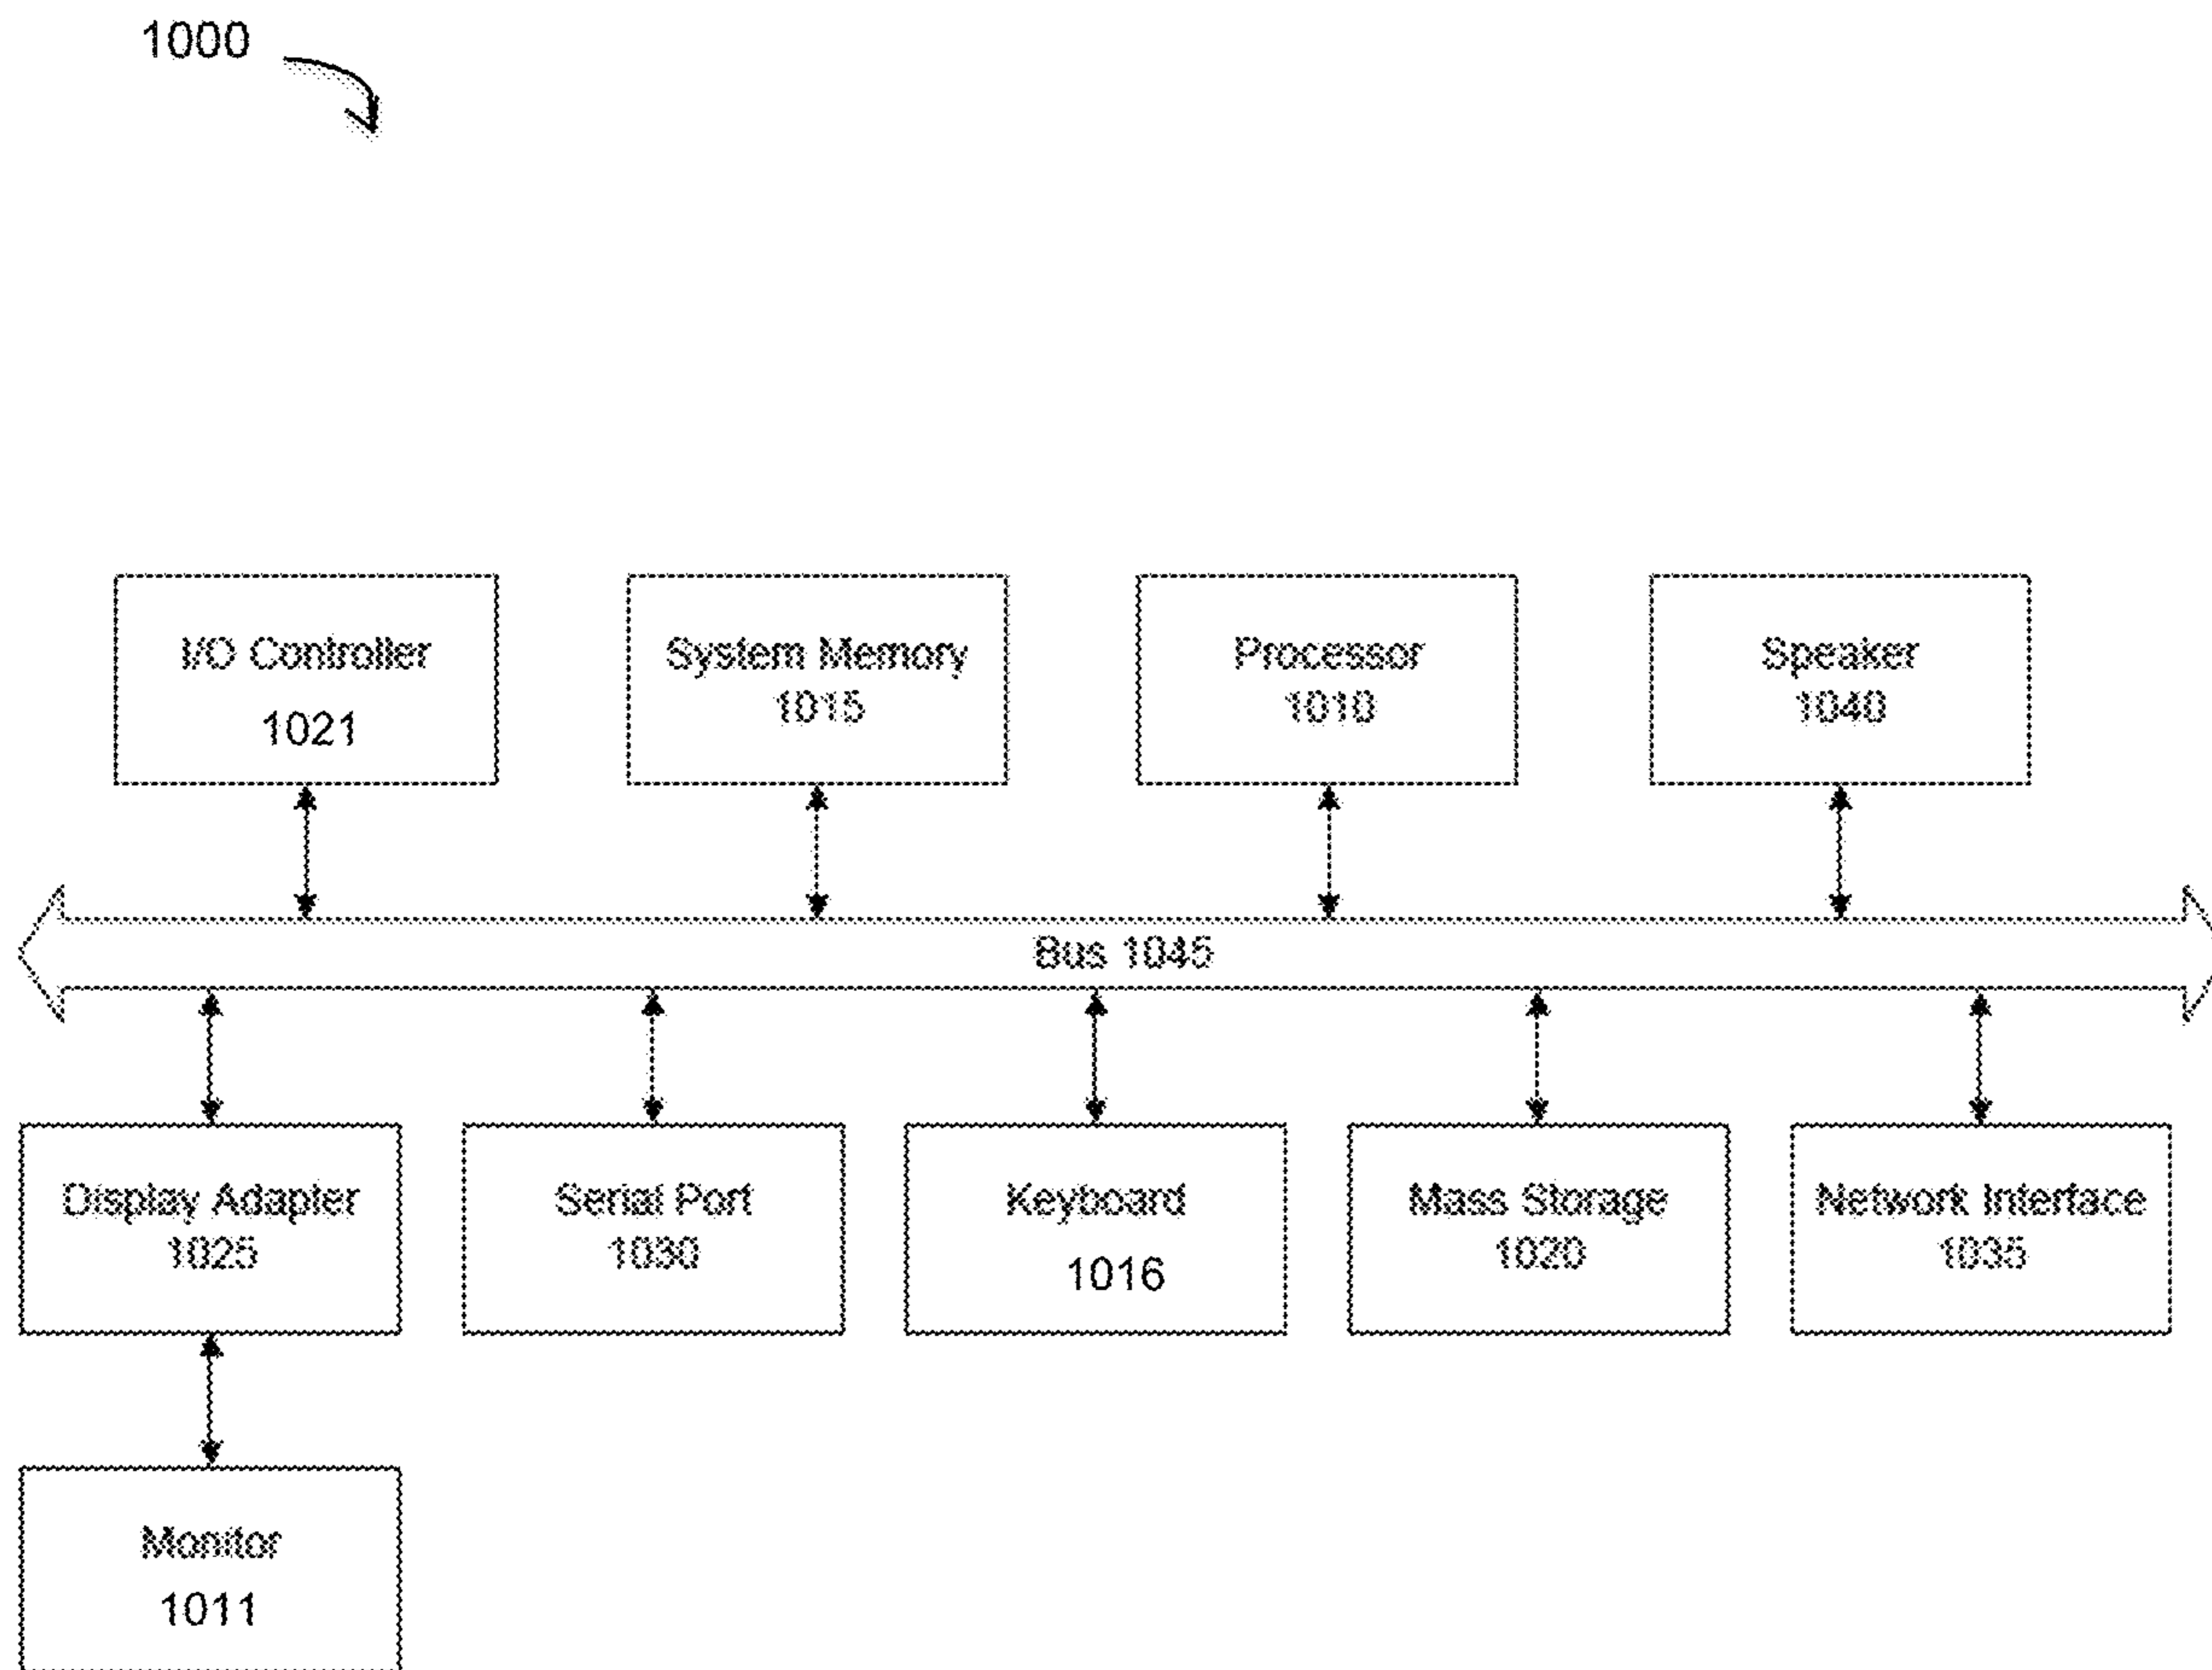 1000
I/O Controller
1021
System Memory
1015
Processor
1010
Speaker
1040
Bus 1045
Display Adapter
1025
Serial Port
1030
Keyboard
1016
Mass Storage
1020
Network Interface
1035
Monitor
1011